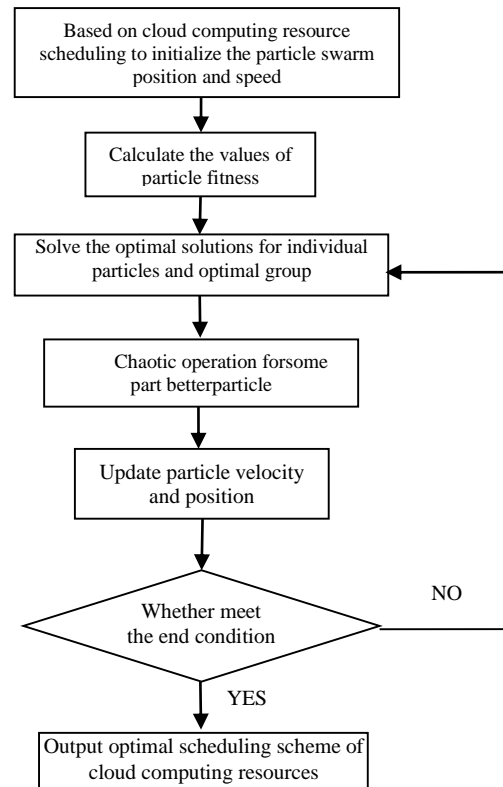 Based on cloud computing resource
scheduling to initialize the particle swarm
position and speed
Calculate the values of
particle fitness
Solve the optimal solutions for individual
particles and optimal group
Chaotic operation forsome
part betterparticle
Update particle velocity
and position
Whether meet
the end condition
NO
YES
Output optimal scheduling scheme of
cloud computing resources